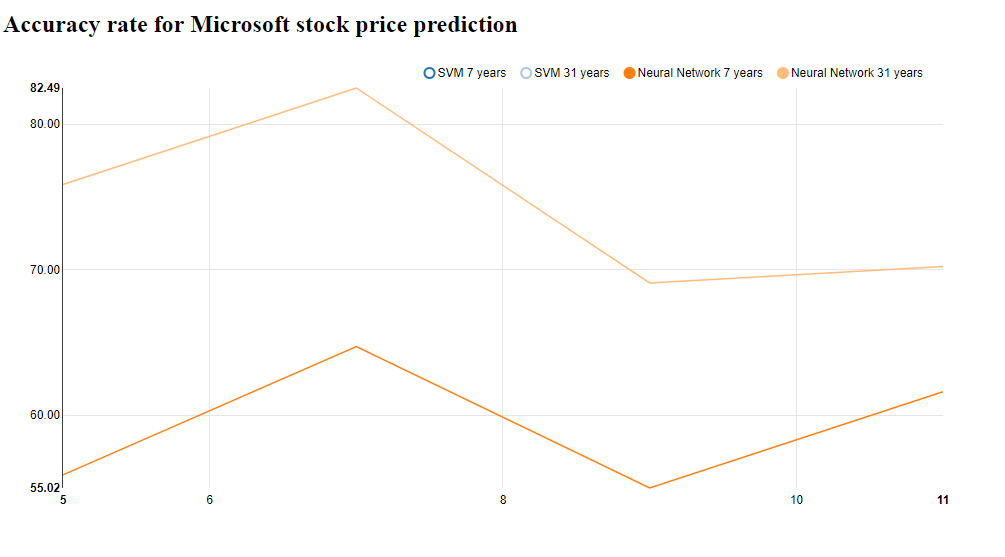 Accuracy rate for Microsoft stock price prediction
SVM 7 years SVM 31 years Neural Network 7 years Neural Network 31 years
82.49
80.00
70.00
60.00
55.02
5 6 8 10 11